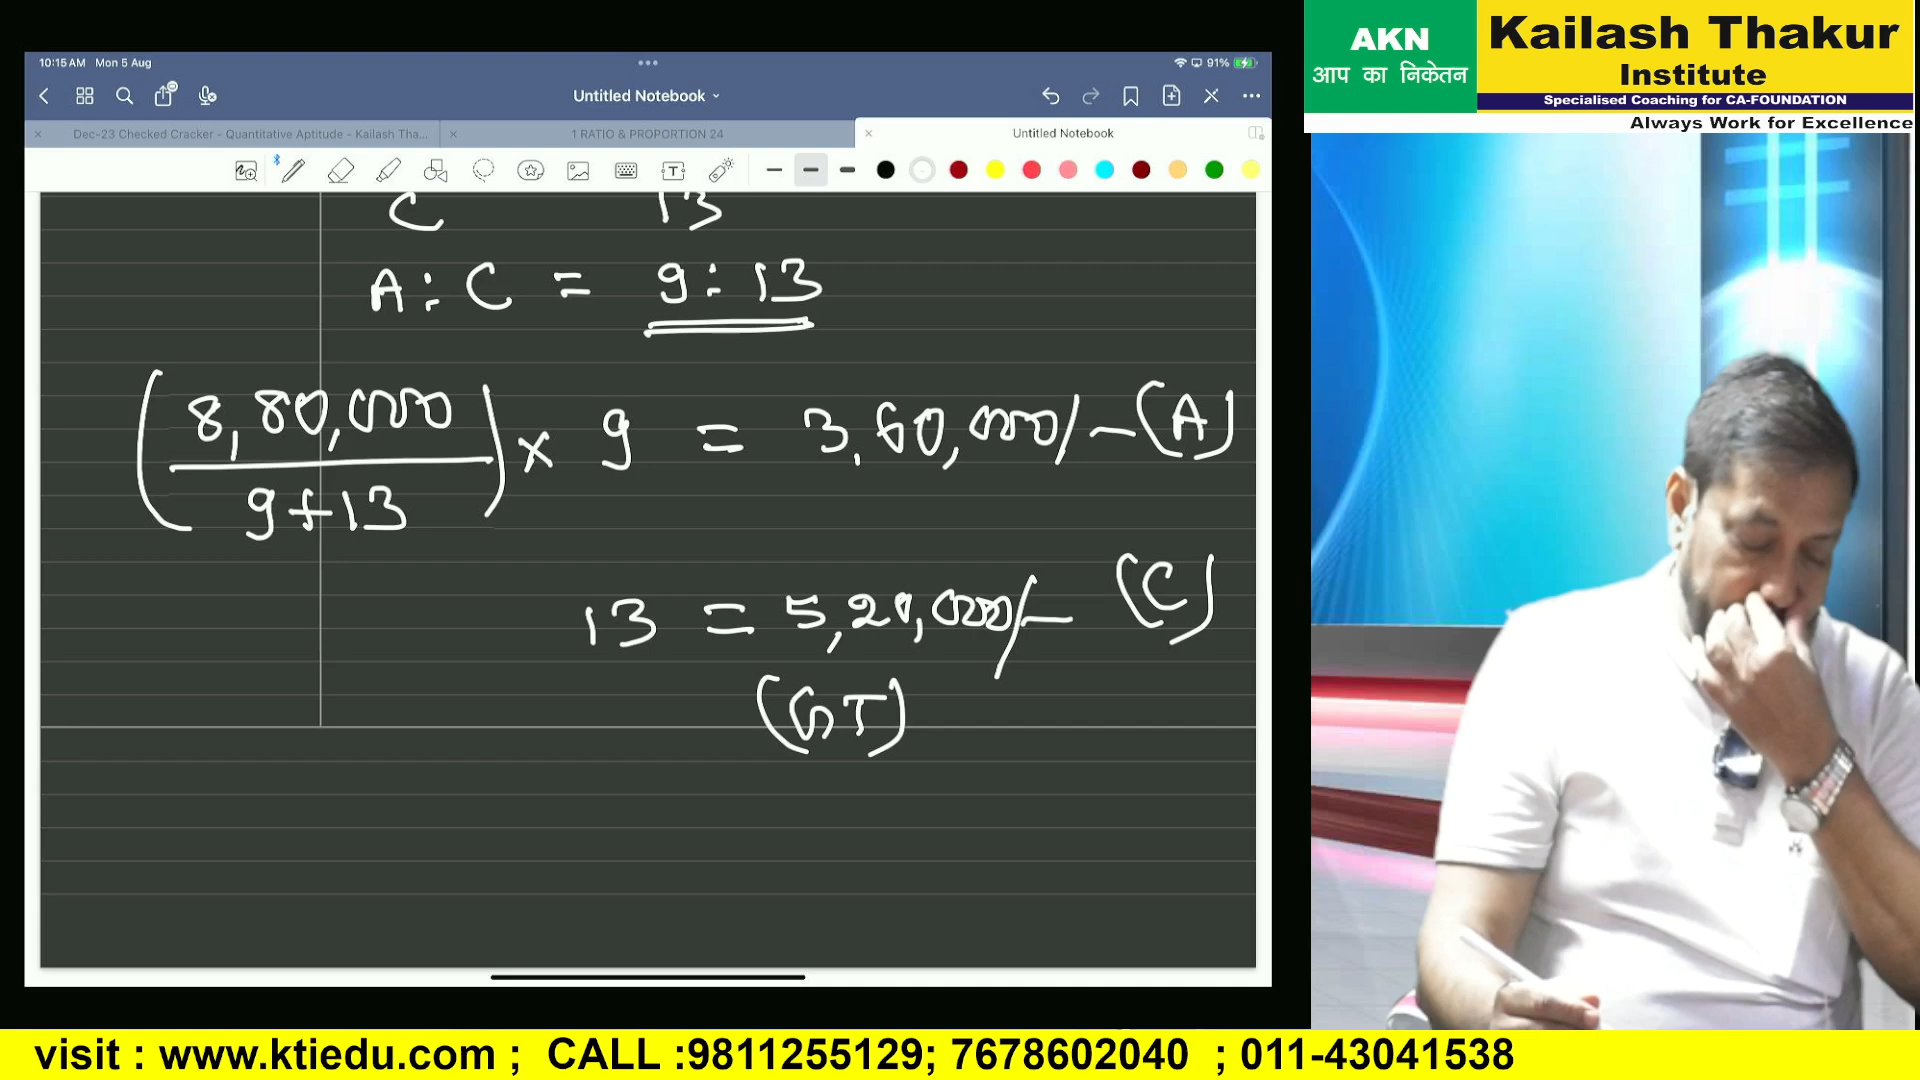 10:15 AM Mon 5 Aug
91%
Untitled Notebook
Dec-23 Checked Cracker - Quantitative Aptitude - Kailash Tha...
1 RATIO & PROPORTION 24
Untitled Notebook
C 13
A : C = 9 : 13
(8,80,000 / 9+13) × 9 = 3,60,000/- (A)
13 = 5,20,000/- (C)
(GT)
AKN
आप का निकेतन
Kailash Thakur
Institute
Specialised Coaching for CA-FOUNDATION
Always Work for Excellence
visit : www.ktiedu.com ; CALL :9811255129; 7678602040 ; 011-43041538